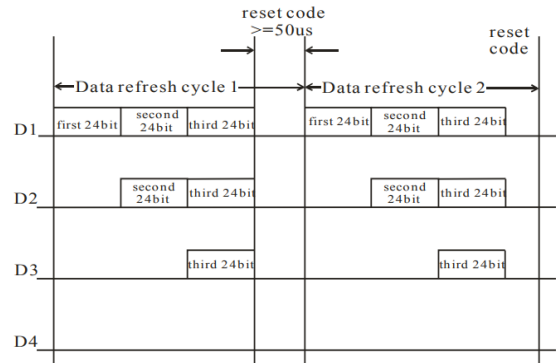 reset code
>=50us
reset
code
Data refresh cycle 1
Data refresh cycle 2
D1
first 24bit
second
24bit
third 24bit
first 24bit
second
24bit
third 24bit
D2
second
24bit
third 24bit
second
24bit
third 24bit
D3
third 24bit
third 24bit
D4